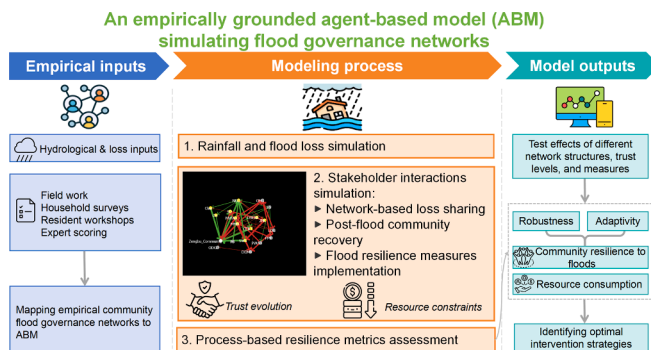 An empirically grounded agent-based model (ABM)
simulating flood governance networks
Empirical inputs
Modeling process
Model outputs
Hydrological & loss inputs
Field work
Household surveys
Resident workshops
Expert scoring
Mapping empirical community
flood governance networks to
ABM
1. Rainfall and flood loss simulation
2. Stakeholder interactions
simulation:
▶ Network-based loss sharing
▶ Post-flood community
recovery
▶ Flood resilience measures
implementation
Trust evolution
Resource constraints
3. Process-based resilience metrics assessment
Test effects of different
network structures, trust
levels, and measures
Robustness
Adaptivity
Community resilience to
floods
Resource consumption
Identifying optimal
intervention strategies